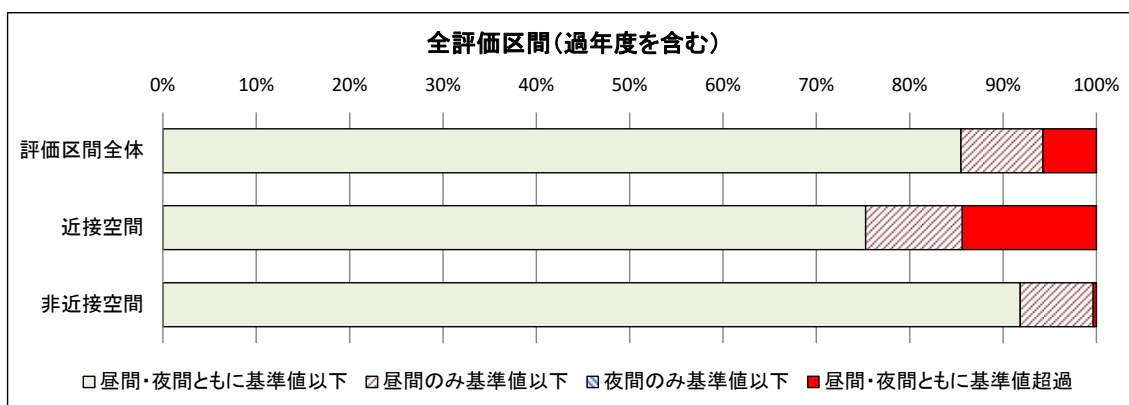 全評価区間(過年度を含む)
0% 10% 20% 30% 40% 50% 60% 70% 80% 90% 100%
評価区間全体
近接空間
非近接空間
昼間・夜間ともに基準値以下 昼間のみ基準値以下 夜間のみ基準値以下 昼間・夜間ともに基準値超過